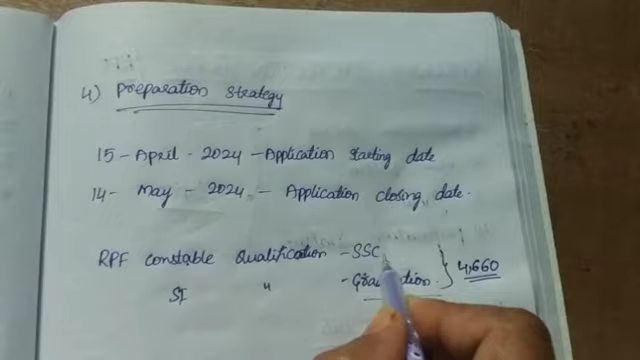 4) Preparation Strategy
15 - April - 2024 - Application starting date
14 - May - 2024 - Application closing date.
RPF constable Qualification - SSC
SI " - Graduation. } 4,660